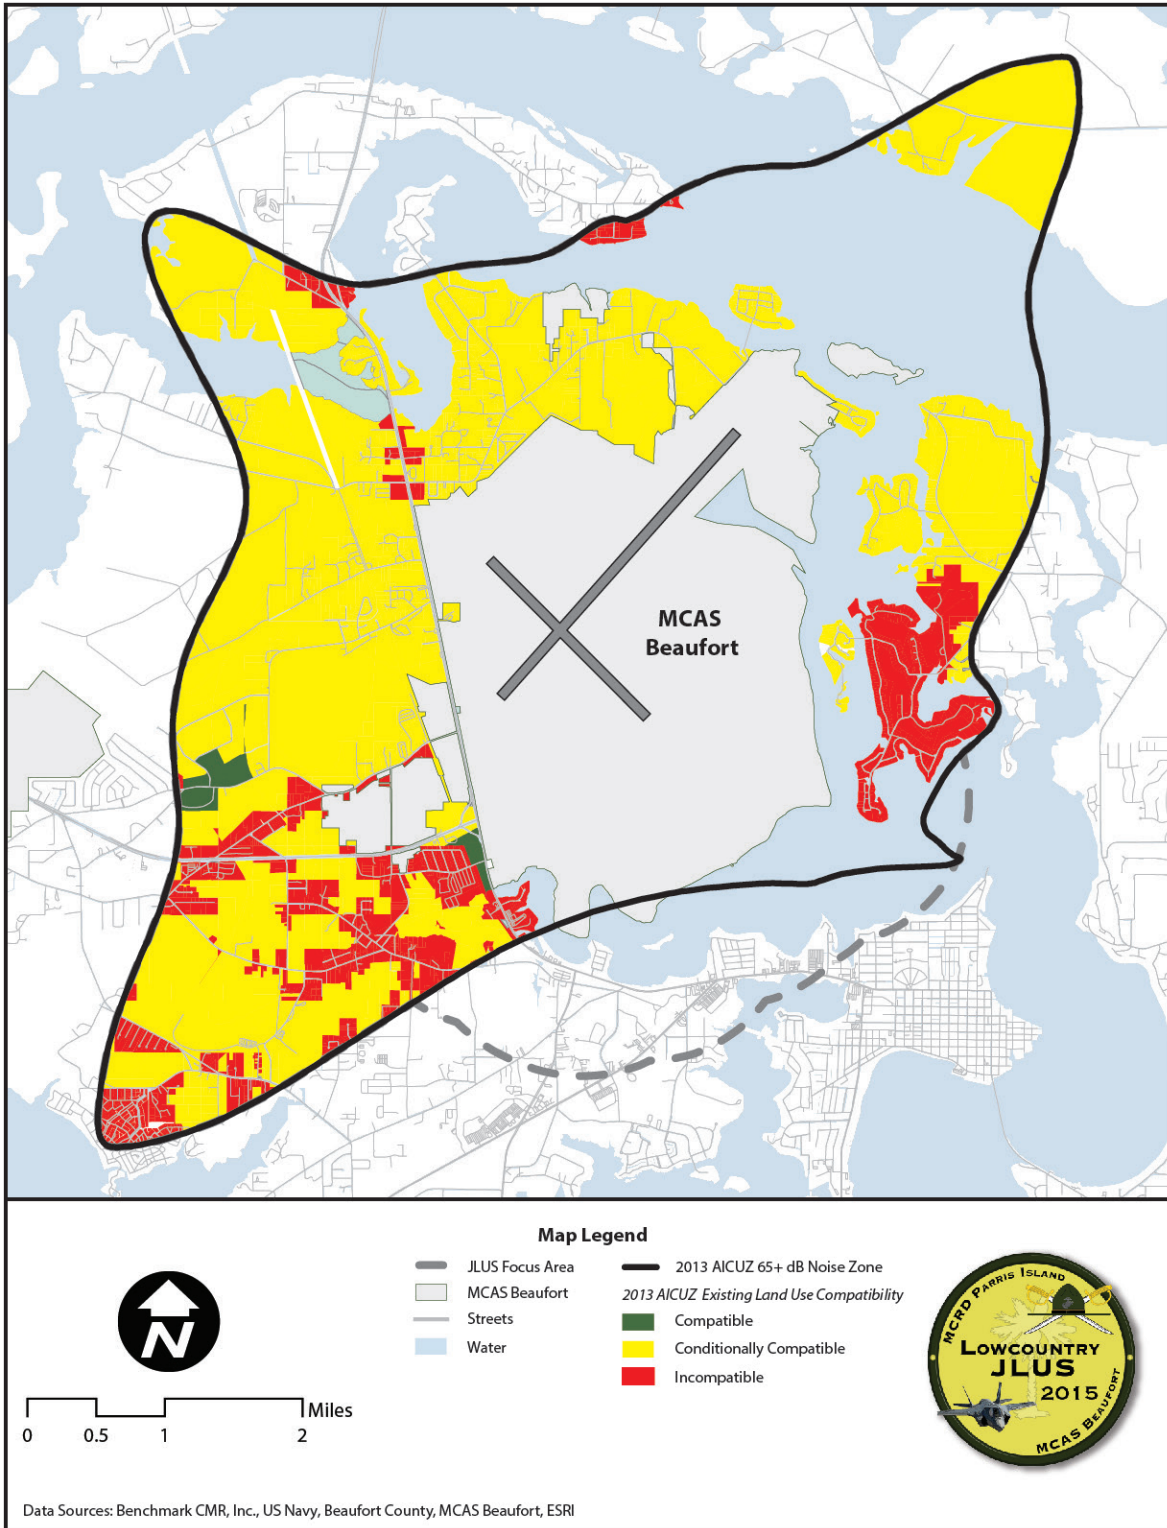 MCAS
Beaufort
Map Legend
JLUS Focus Area
MCAS Beaufort
Streets
Water
2013 AICUZ 65+ dB Noise Zone
2013 AICUZ Existing Land Use Compatibility
Compatible
Conditionally Compatible
Incompatible
N
Miles
0 0.5 1 2
MCRD PARRIS ISLAND
LOWCOUNTRY
JLUS
2015
MCAS BEAUFORT
Data Sources: Benchmark CMR, Inc., US Navy, Beaufort County, MCAS Beaufort, ESRI